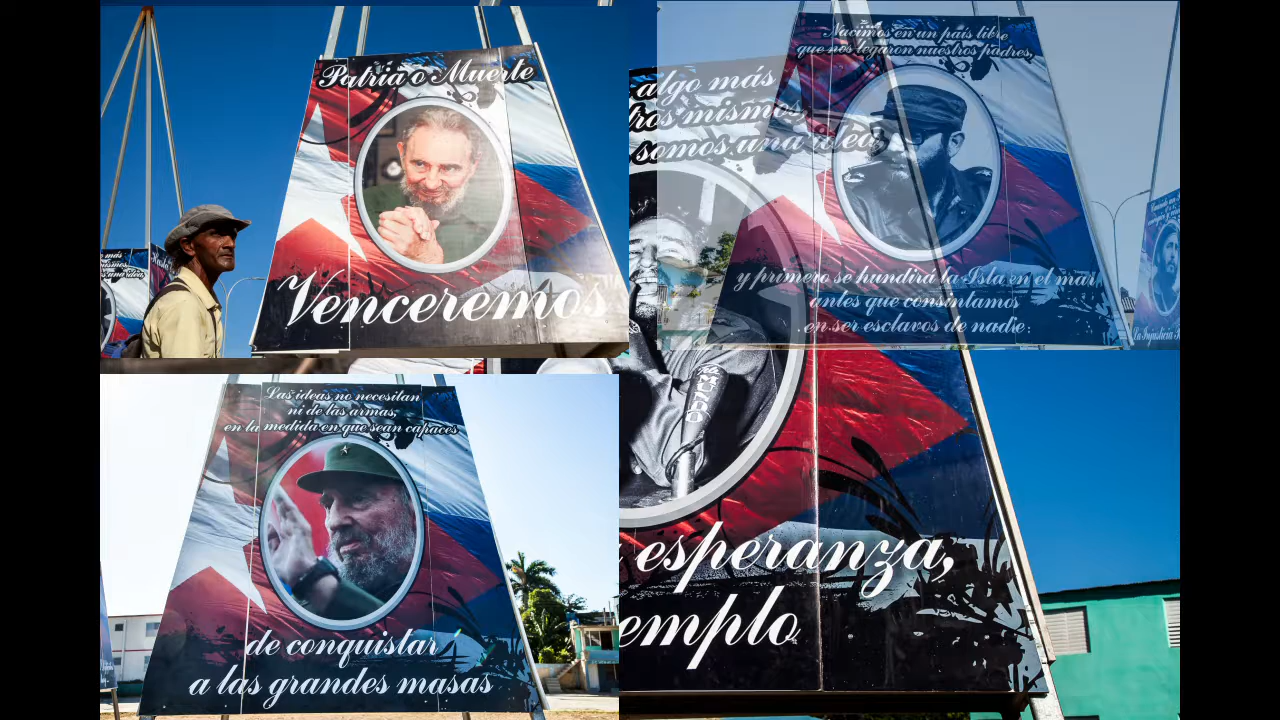 Patria o Muerte
Venceremos
algo más
tros mismos,
somos una idea,
esperanza,
emplo
Nacimos en un país libre
que nos legaron nuestros padres,
y primero se hundirá la Isla en el mar
antes que consintamos
en ser esclavos de nadie.
Las ideas no necesitan
ni de las armas,
en la medida en que sean capaces
de conquistar
a las grandes masas
MUNDO